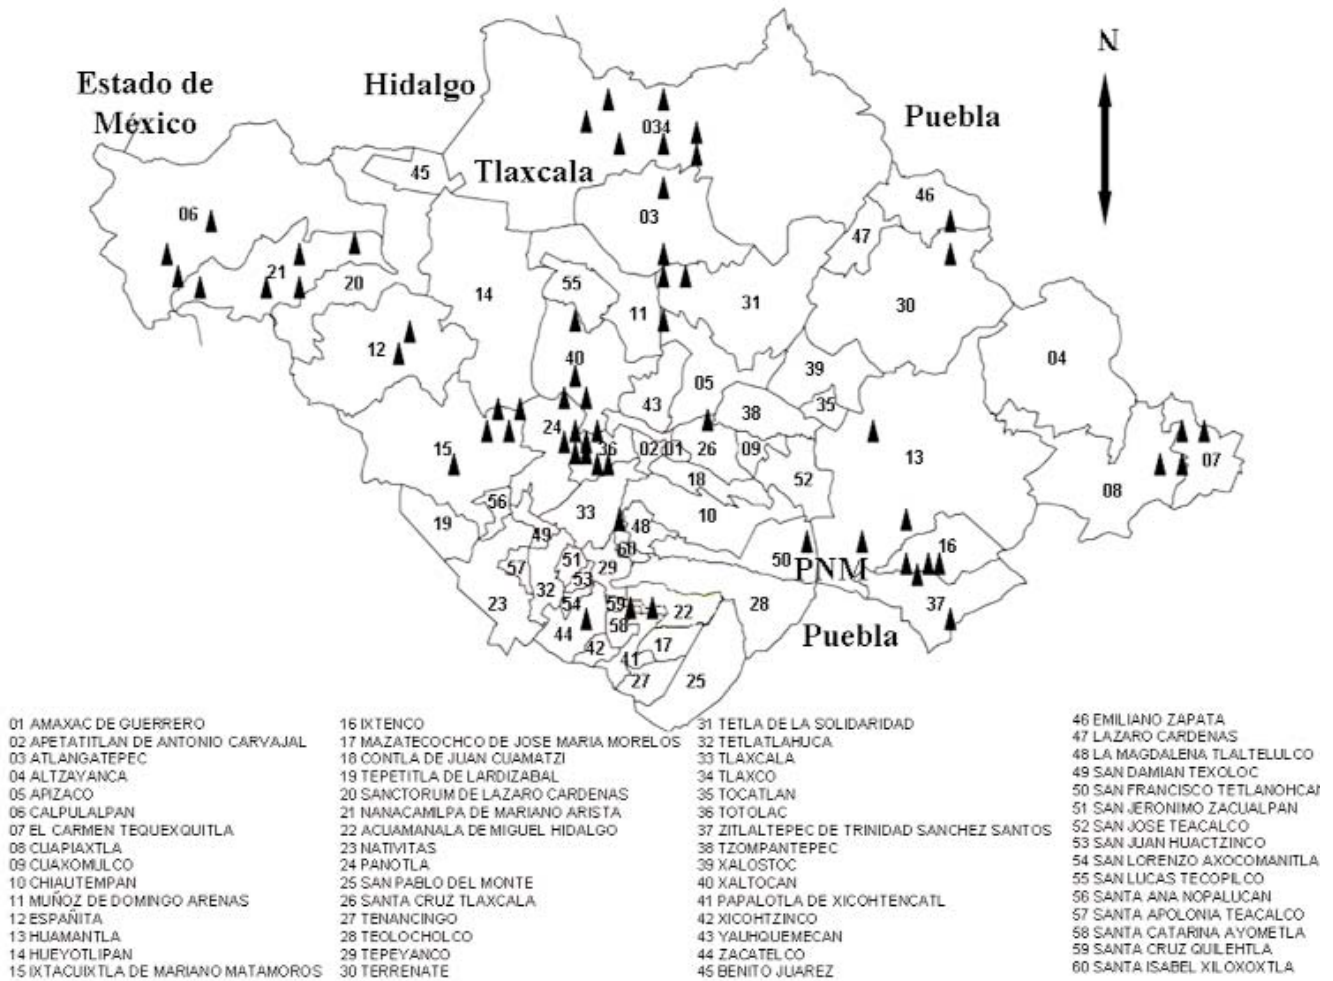 N
Estado de
México
Hidalgo
Puebla
034
Tlaxcala
45
46
06
03
47
21
20
55
14
11
31
30
12
40
39
04
05
43
38
35
24
36
02
01
26
09
15
18
52
13
07
08
56
19
33
48
10
49
60
50
16
51
29
PNM
57
53
32
23
54
59
22
28
37
58
44
Puebla
42
17
41
27
25
01 AMAXAC DE GUERRERO
02 APETATITLAN DE ANTONIO CARVAJAL
03 ATLANGATEPEC
04 ALTZAYANCA
05 APIZACO
06 CALPULALPAN
07 EL CARMEN TEQUEXQUITLA
08 CUAPIAXTLA
09 CUAXOMULCO
10 CHIAUTEMPAN
11 MUÑOZ DE DOMINGO ARENAS
12 ESPAÑITA
13 HUAMANTLA
14 HUEYOTLIPAN
15 IXTACUIXTLA DE MARIANO MATAMOROS
16 IXTENCO
17 MAZATECOCHCO DE JOSE MARIA MORELOS
18 CONTLA DE JUAN CUAMATZI
19 TEPETITLA DE LARDIZABAL
20 SANCTORUM DE LAZARO CARDENAS
21 NANACAMILPA DE MARIANO ARISTA
22 ACUAMANALA DE MIGUEL HIDALGO
23 NATIVITAS
24 PANOTLA
25 SAN PABLO DEL MONTE
26 SANTA CRUZ TLAXCALA
27 TENANCINGO
28 TEOLOCHOLCO
29 TEPEYANCO
30 TERRENATE
31 TETLA DE LA SOLIDARIDAD
32 TETLATLAHUCA
33 TLAXCALA
34 TLAXCO
35 TOCATLAN
36 TOTOLAC
37 ZITLALTEPEC DE TRINIDAD SANCHEZ SANTOS
38 TZOMPANTEPEC
39 XALOSTOC
40 XALTOCAN
41 PAPALOTLA DE XICOHTENCATL
42 XICOHTZINCO
43 YAUHQUEMECAN
44 ZACATELCO
45 BENITO JUAREZ
46 EMILIANO ZAPATA
47 LAZARO CARDENAS
48 LA MAGDALENA TLALTELULCO
49 SAN DAMIAN TEXOLOC
50 SAN FRANCISCO TETLANOHCAN
51 SAN JERONIMO ZACUALPAN
52 SAN JOSE TEACALCO
53 SAN JUAN HUACTZINCO
54 SAN LORENZO AXOCOMANITLA
55 SAN LUCAS TECOPILCO
56 SANTA ANA NOPALUCAN
57 SANTA APOLONIA TEACALCO
58 SANTA CATARINA AYOMETLA
59 SANTA CRUZ QUILEHTLA
60 SANTA ISABEL XILOXOXTLA